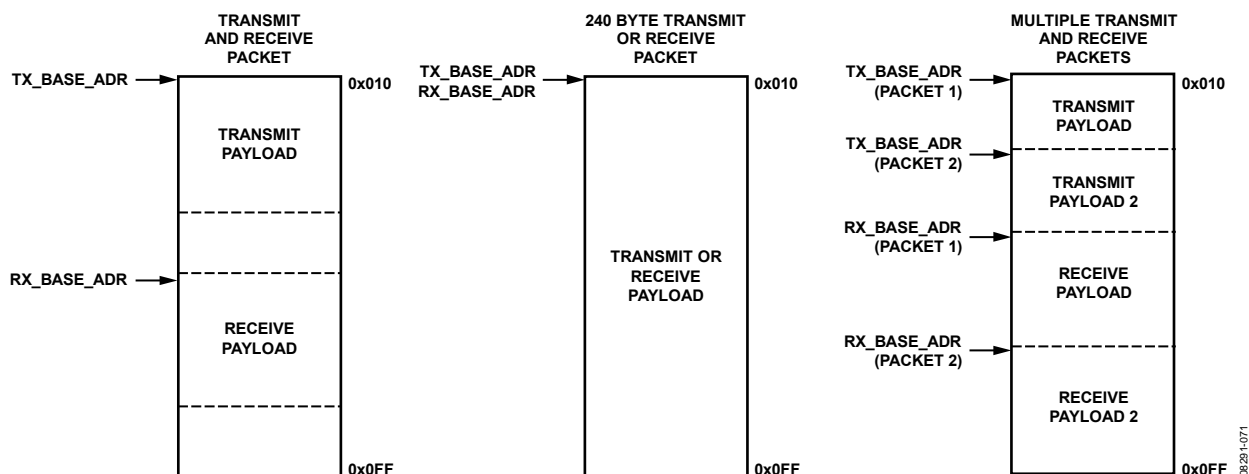 TRANSMIT
AND RECEIVE
PACKET
TX_BASE_ADR
0x010
TRANSMIT
PAYLOAD
RX_BASE_ADR
RECEIVE
PAYLOAD
0x0FF
240 BYTE TRANSMIT
OR RECEIVE
PACKET
TX_BASE_ADR
RX_BASE_ADR
0x010
TRANSMIT OR
RECEIVE
PAYLOAD
0x0FF
MULTIPLE TRANSMIT
AND RECEIVE
PACKETS
TX_BASE_ADR
(PACKET 1)
0x010
TRANSMIT
PAYLOAD
TX_BASE_ADR
(PACKET 2)
TRANSMIT
PAYLOAD 2
RX_BASE_ADR
(PACKET 1)
RECEIVE
PAYLOAD
RX_BASE_ADR
(PACKET 2)
RECEIVE
PAYLOAD 2
0x0FF
08291-071